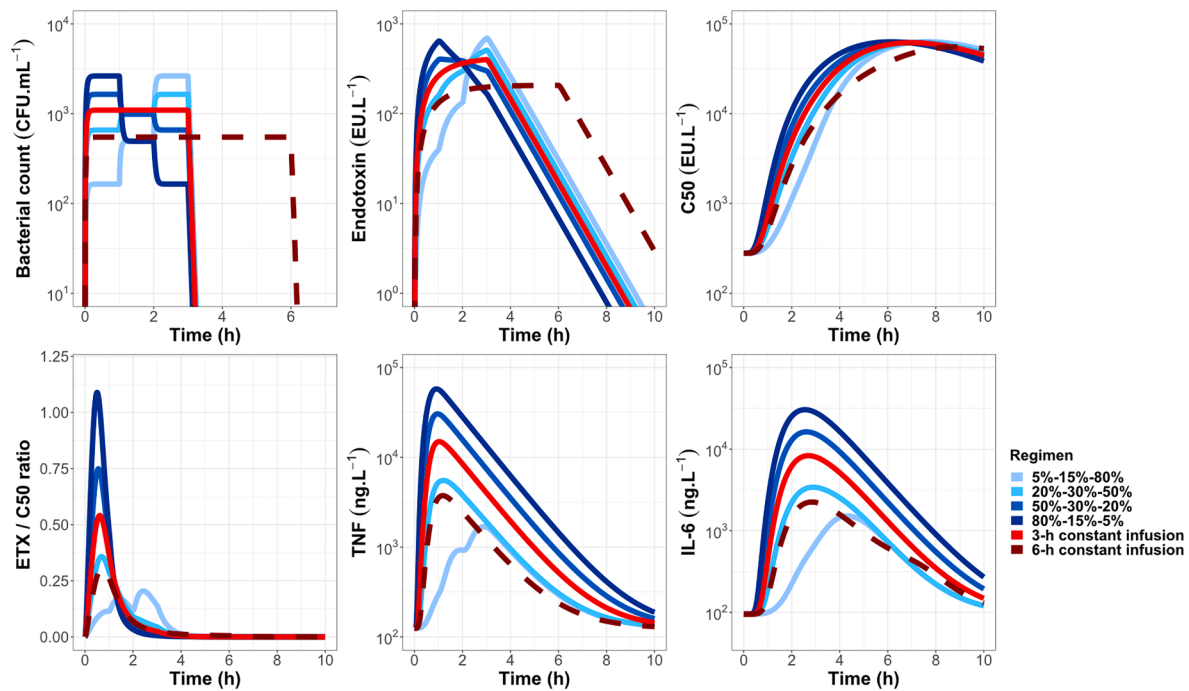 10⁴
10³
10²
10¹
0 2 4 6
Bacterial count (CFU.mL⁻¹)
Time (h)
10³
10²
10¹
10⁰
0 2 4 6 8 10
Endotoxin (EU.L⁻¹)
Time (h)
10⁵
10⁴
10³
10²
0 2 4 6 8 10
C50 (EU.L⁻¹)
Time (h)
1.25
1.00
0.75
0.50
0.25
0.00
0 2 4 6 8 10
ETX / C50 ratio
Time (h)
10⁵
10⁴
10³
10²
0 2 4 6 8 10
TNF (ng.L⁻¹)
Time (h)
10⁵
10⁴
10³
10²
0 2 4 6 8 10
IL-6 (ng.L⁻¹)
Time (h)
Regimen
5%-15%-80%
20%-30%-50%
50%-30%-20%
80%-15%-5%
3-h constant infusion
6-h constant infusion